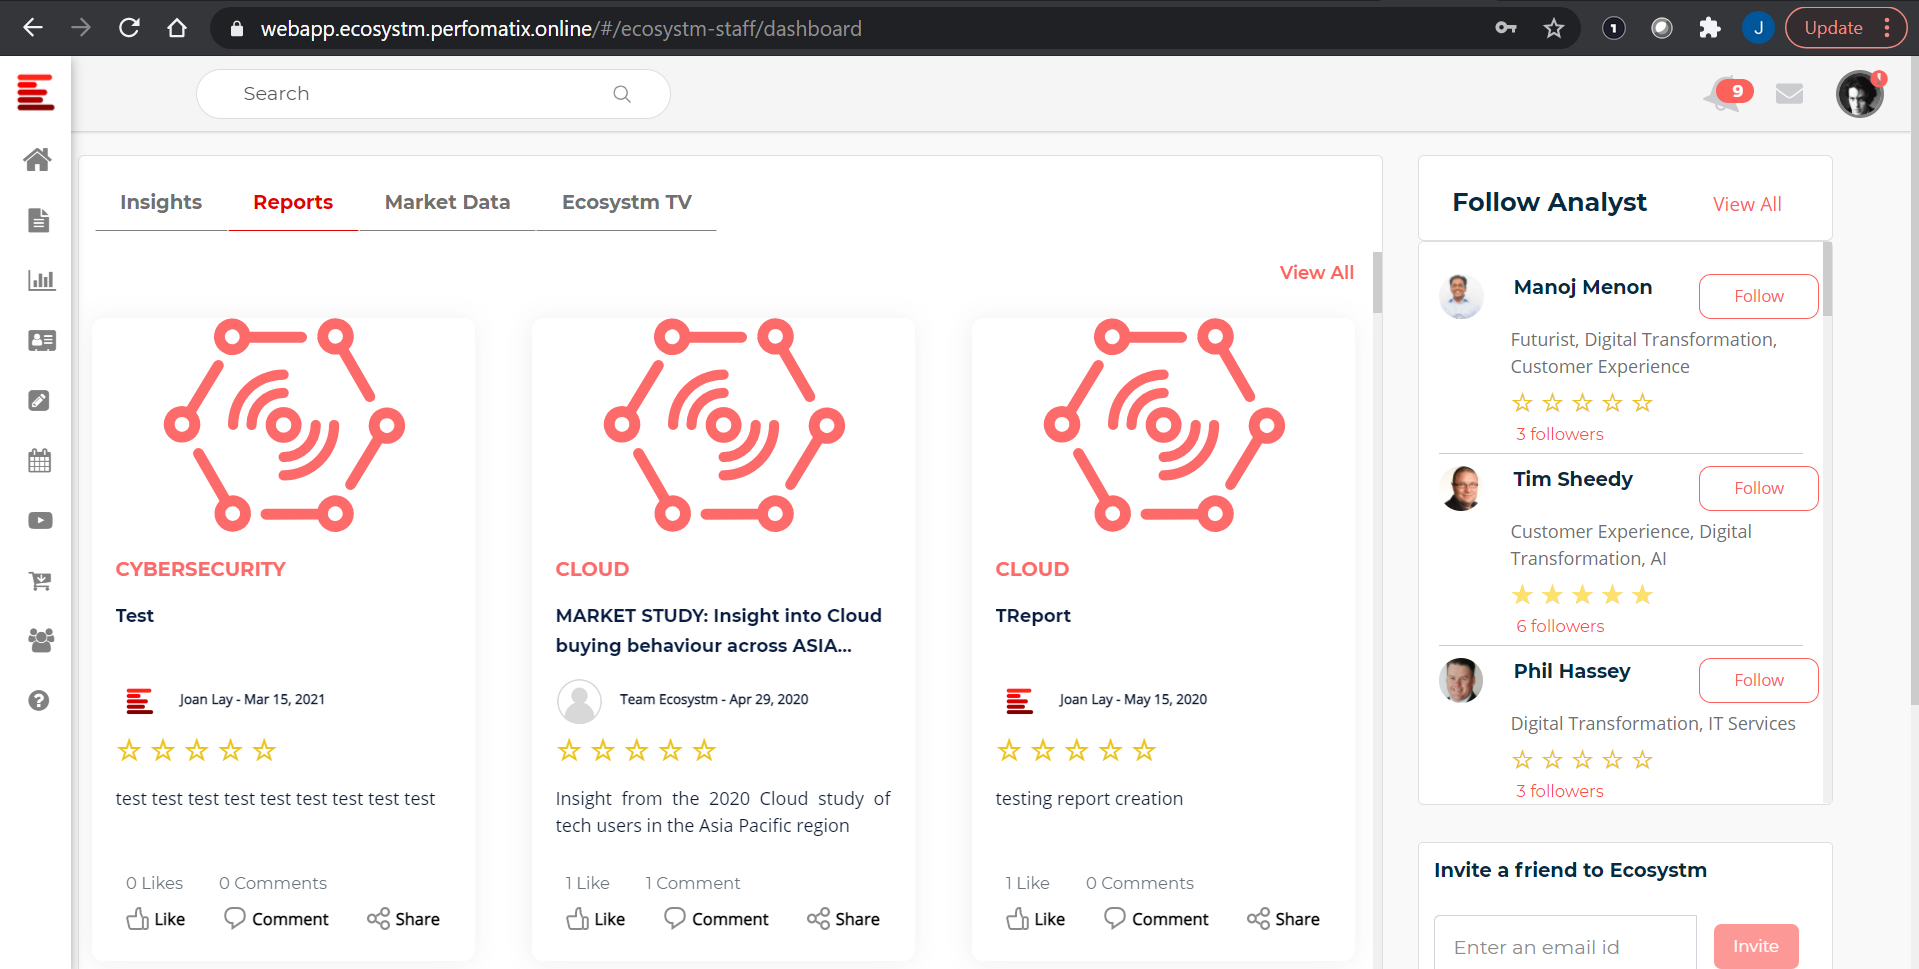 webapp.ecosystm.perfomatix.online/#/ecosystm-staff/dashboard
1
J
Update
Search
9
Insights
Reports
Market Data
Ecosystm TV
View All
CYBERSECURITY
Test
Joan Lay - Mar 15, 2021
test test test test test test test test test
0 Likes
0 Comments
Like
Comment
Share
CLOUD
MARKET STUDY: Insight into Cloud
buying behaviour across ASIA...
Team Ecosystm - Apr 29, 2020
Insight from the 2020 Cloud study of
tech users in the Asia Pacific region
1 Like
1 Comment
Like
Comment
Share
CLOUD
TReport
Joan Lay - May 15, 2020
testing report creation
1 Like
0 Comments
Like
Comment
Share
Follow Analyst
View All
Manoj Menon
Follow
Futurist, Digital Transformation,
Customer Experience
3 followers
Tim Sheedy
Follow
Customer Experience, Digital
Transformation, AI
6 followers
Phil Hassey
Follow
Digital Transformation, IT Services
3 followers
Invite a friend to Ecosystm
Enter an email id
Invite